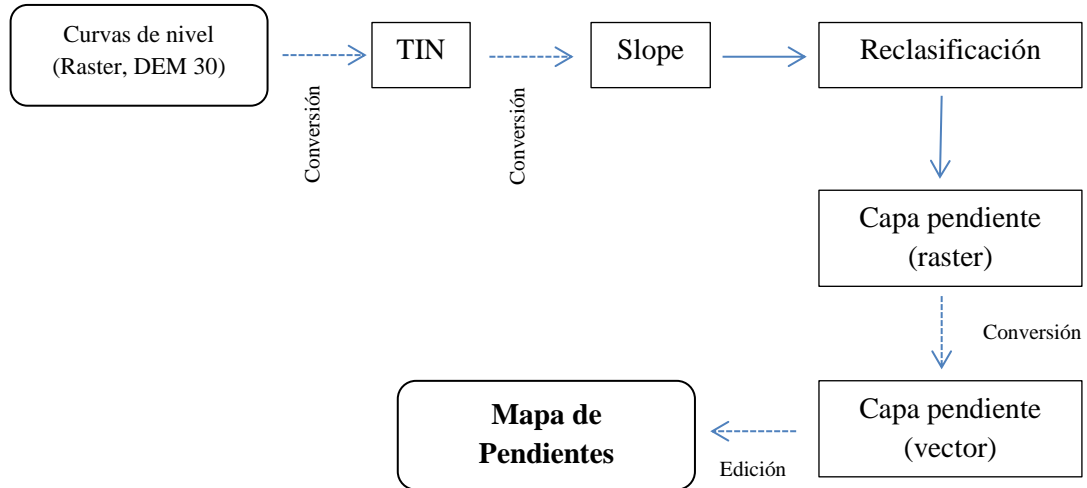 Curvas de nivel
(Raster, DEM 30)
Conversión
TIN
Conversión
Slope
Reclasificación
Capa pendiente
(raster)
Conversión
Capa pendiente
(vector)
Edición
Mapa de
Pendientes